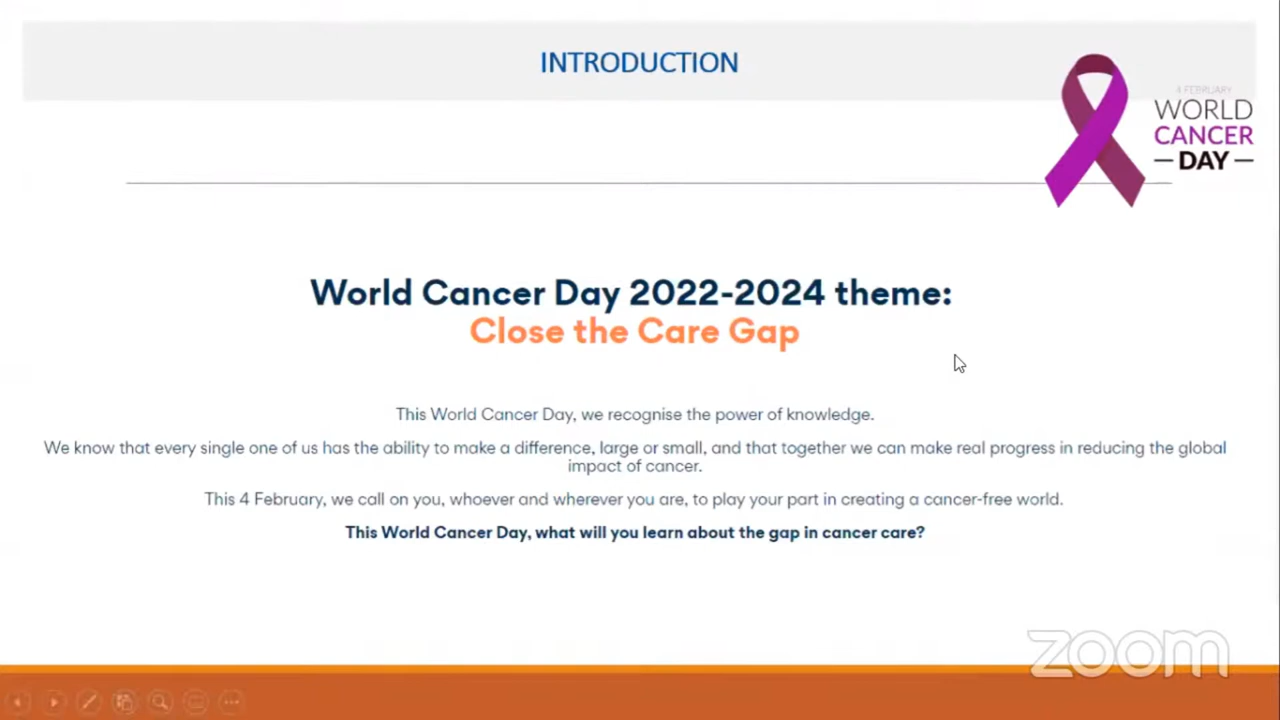 INTRODUCTION
4 FEBRUARY
WORLD
CANCER
DAY
World Cancer Day 2022-2024 theme:
Close the Care Gap
This World Cancer Day, we recognise the power of knowledge.
We know that every single one of us has the ability to make a difference, large or small, and that together we can make real progress in reducing the global
impact of cancer.
This 4 February, we call on you, whoever and wherever you are, to play your part in creating a cancer-free world.
This World Cancer Day, what will you learn about the gap in cancer care?
zoom